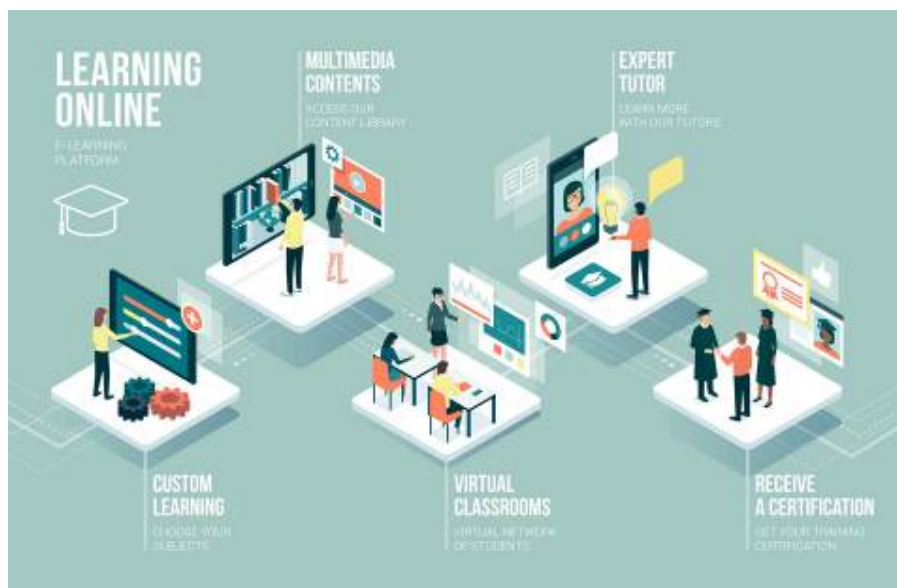 LEARNING
ONLINE
E-LEARNING
PLATFORM
MULTIMEDIA
CONTENTS
ACCESS OUR
CONTENT LIBRARY
EXPERT
TUTOR
LEARN MORE
WITH OUR TUTORS
CUSTOM
LEARNING
CHOOSE YOUR
SUBJECTS
VIRTUAL
CLASSROOMS
VIRTUAL NETWORK
OF STUDENTS
RECEIVE
A CERTIFICATION
GET YOUR TRAINING
CERTIFICATION